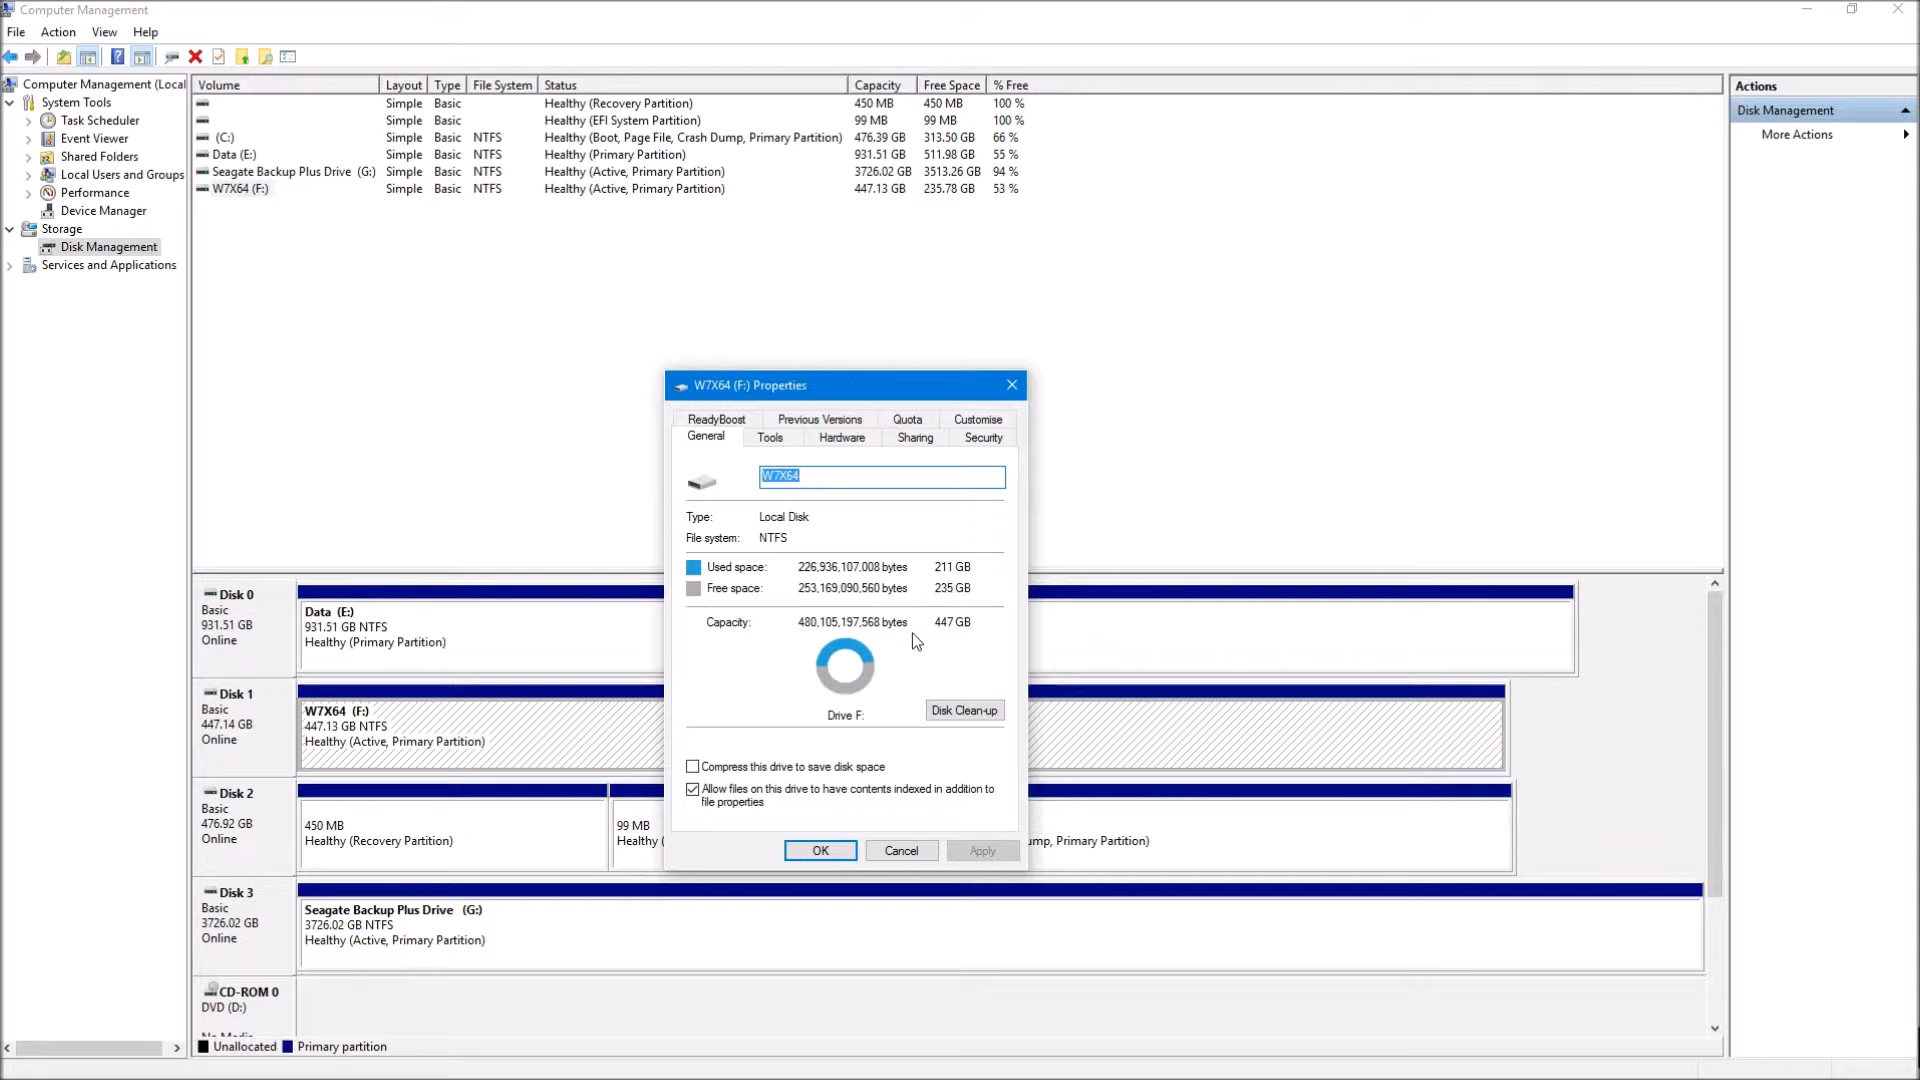 Computer Management
File Action View Help
Computer Management (Local
System Tools
Task Scheduler
Event Viewer
Shared Folders
Local Users and Groups
Performance
Device Manager
Storage
Disk Management
Services and Applications
Volume Layout Type File System Status Capacity Free Space % Free
Simple Basic Healthy (Recovery Partition) 450 MB 450 MB 100 %
Simple Basic Healthy (EFI System Partition) 99 MB 99 MB 100 %
(C:) Simple Basic NTFS Healthy (Boot, Page File, Crash Dump, Primary Partition) 476.39 GB 313.50 GB 66 %
Data (E:) Simple Basic NTFS Healthy (Primary Partition) 931.51 GB 511.98 GB 55 %
Seagate Backup Plus Drive (G:) Simple Basic NTFS Healthy (Active, Primary Partition) 3726.02 GB 3513.26 GB 94 %
W7X64 (F:) Simple Basic NTFS Healthy (Active, Primary Partition) 447.13 GB 235.78 GB 53 %
Actions
Disk Management
More Actions
W7X64 (F:) Properties
ReadyBoost Previous Versions Quota Customise
General Tools Hardware Sharing Security
W7X64
Type: Local Disk
File system: NTFS
Used space: 226,936,107,008 bytes 211 GB
Free space: 253,169,090,560 bytes 235 GB
Capacity: 480,105,197,568 bytes 447 GB
Drive F:
Disk Clean-up
Compress this drive to save disk space
Allow files on this drive to have contents indexed in addition to
file properties
OK Cancel Apply
Disk 0
Basic
931.51 GB
Online
Data (E:)
931.51 GB NTFS
Healthy (Primary Partition)
Disk 1
Basic
447.14 GB
Online
W7X64 (F:)
447.13 GB NTFS
Healthy (Active, Primary Partition)
Disk 2
Basic
476.92 GB
Online
450 MB
Healthy (Recovery Partition)
99 MB
Healthy (
ump, Primary Partition)
Disk 3
Basic
3726.02 GB
Online
Seagate Backup Plus Drive (G:)
3726.02 GB NTFS
Healthy (Active, Primary Partition)
CD-ROM 0
DVD (D:)
Unallocated Primary partition